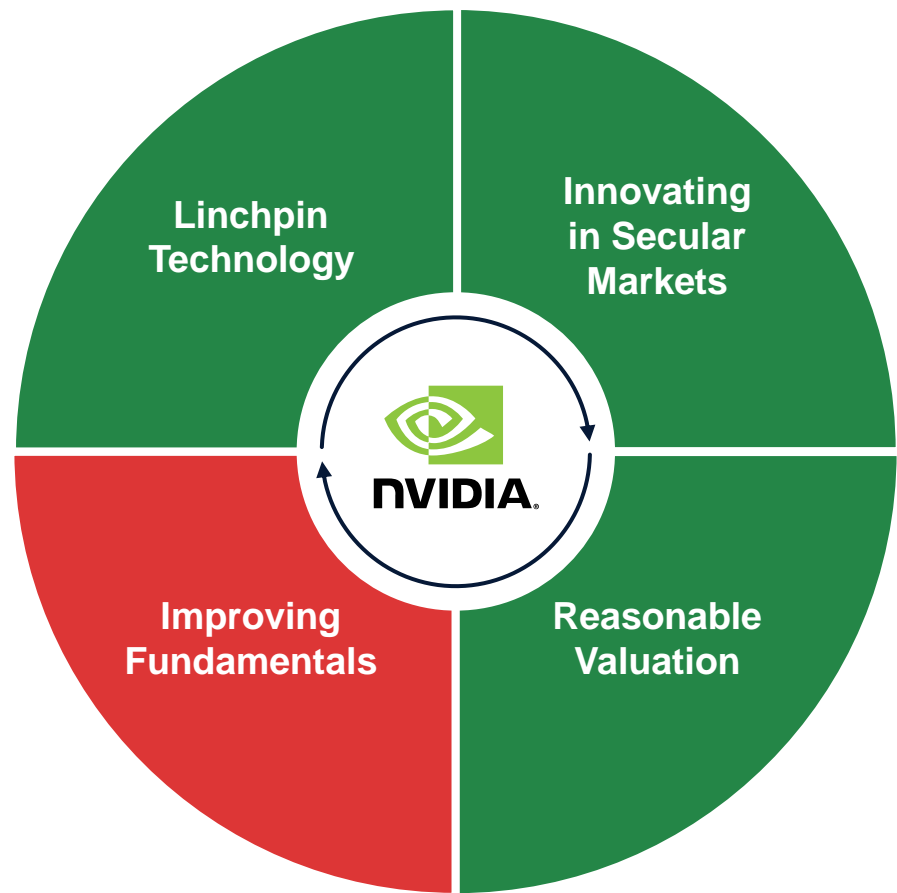 Linchpin
Technology
Innovating
in Secular
Markets
NVIDIA®
Improving
Fundamentals
Reasonable
Valuation